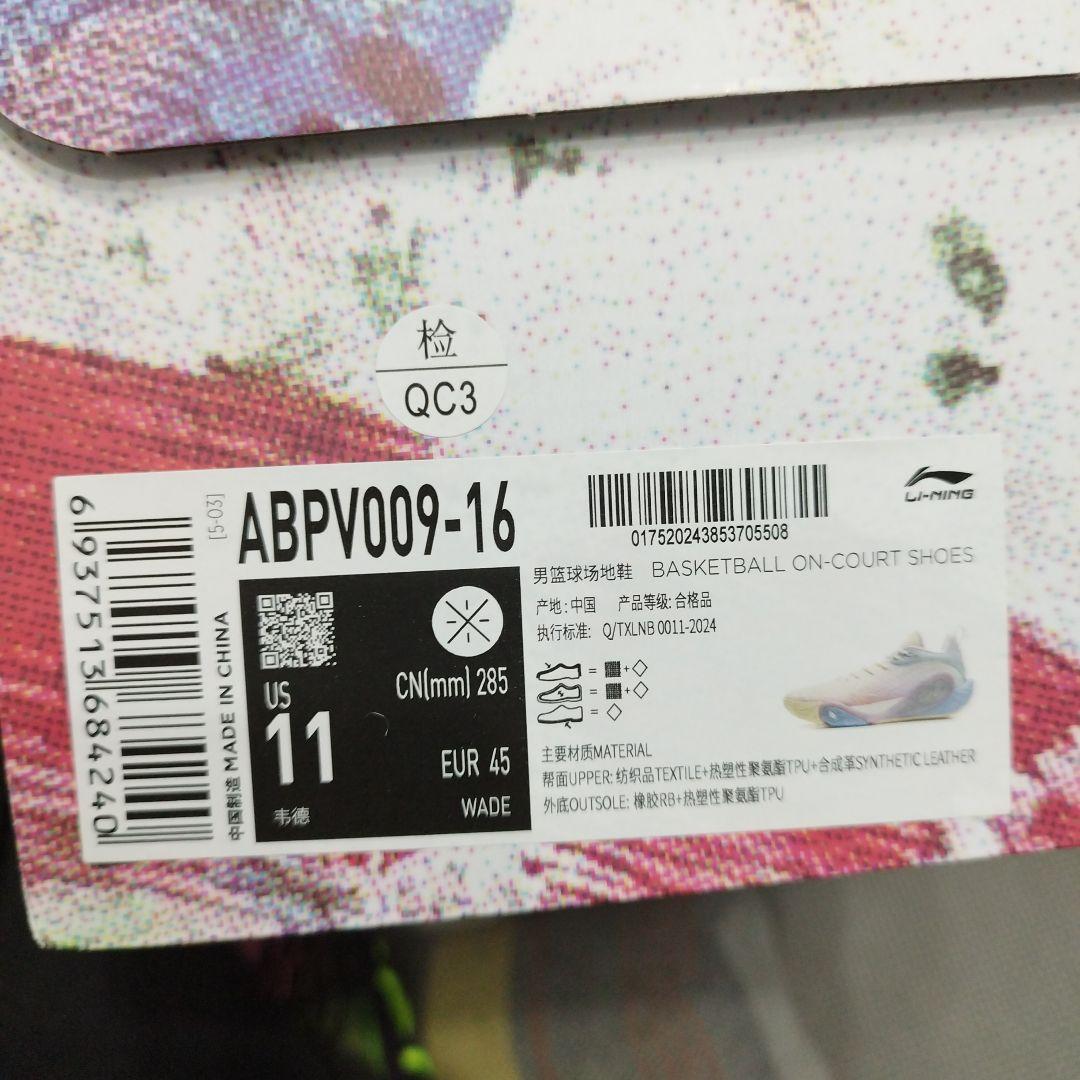 检
QC3
6937513684240
[5-03]
中国制造 MADE IN CHINA
ABPV009-16
US
11
韦德
CN(mm) 285
EUR 45
WADE
017520243853705508
LI-NING
男篮球场地鞋 BASKETBALL ON-COURT SHOES
产地:中国 产品等级:合格品
执行标准: Q/TXLNB 0011-2024
主要材质MATERIAL
帮面UPPER: 纺织品TEXTILE+热塑性聚氨酯TPU+合成革SYNTHETIC LEATHER
外底OUTSOLE: 橡胶RB+热塑性聚氨酯TPU